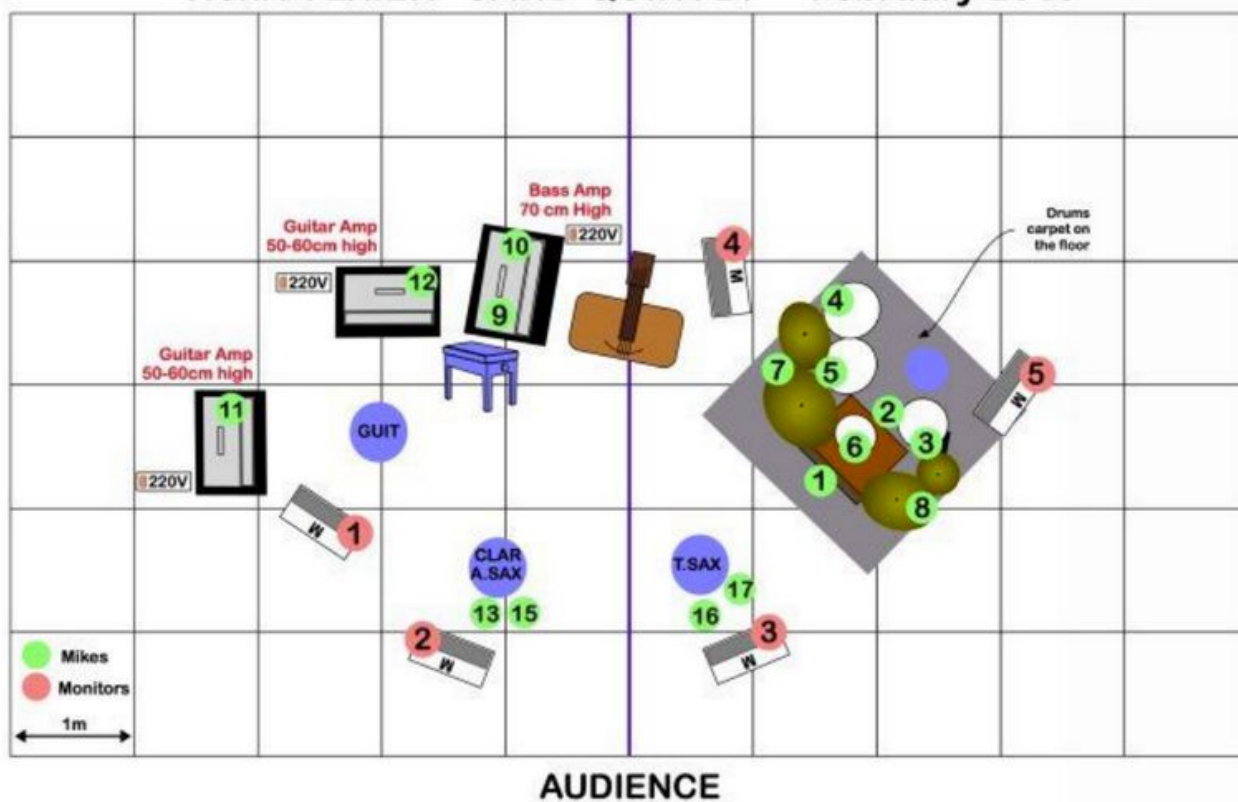 Bass Amp
70 cm High
220V
Guitar Amp
50-60cm high
220V
Drums
carpet on
the floor
4
10
12
9
4
7
5
5
Guitar Amp
50-60cm high
11
220V
GUIT
2
3
6
1
8
1
CLAR
A.SAX
T.SAX
13
15
17
16
2
3
M
M
M
M
M
Mikes
Monitors
1m
AUDIENCE